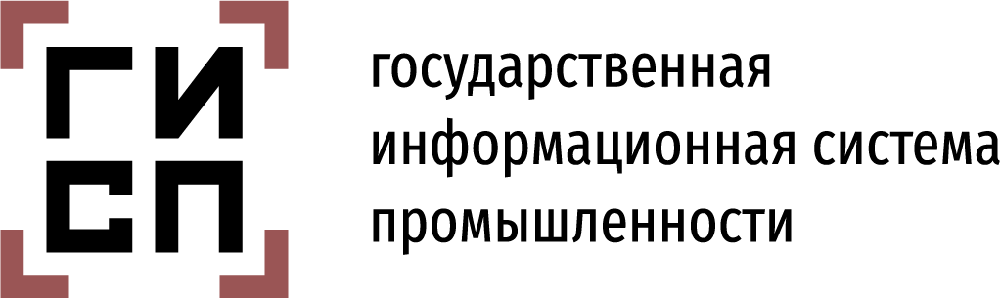 ГИ
СП
государственная
информационная система
промышленности